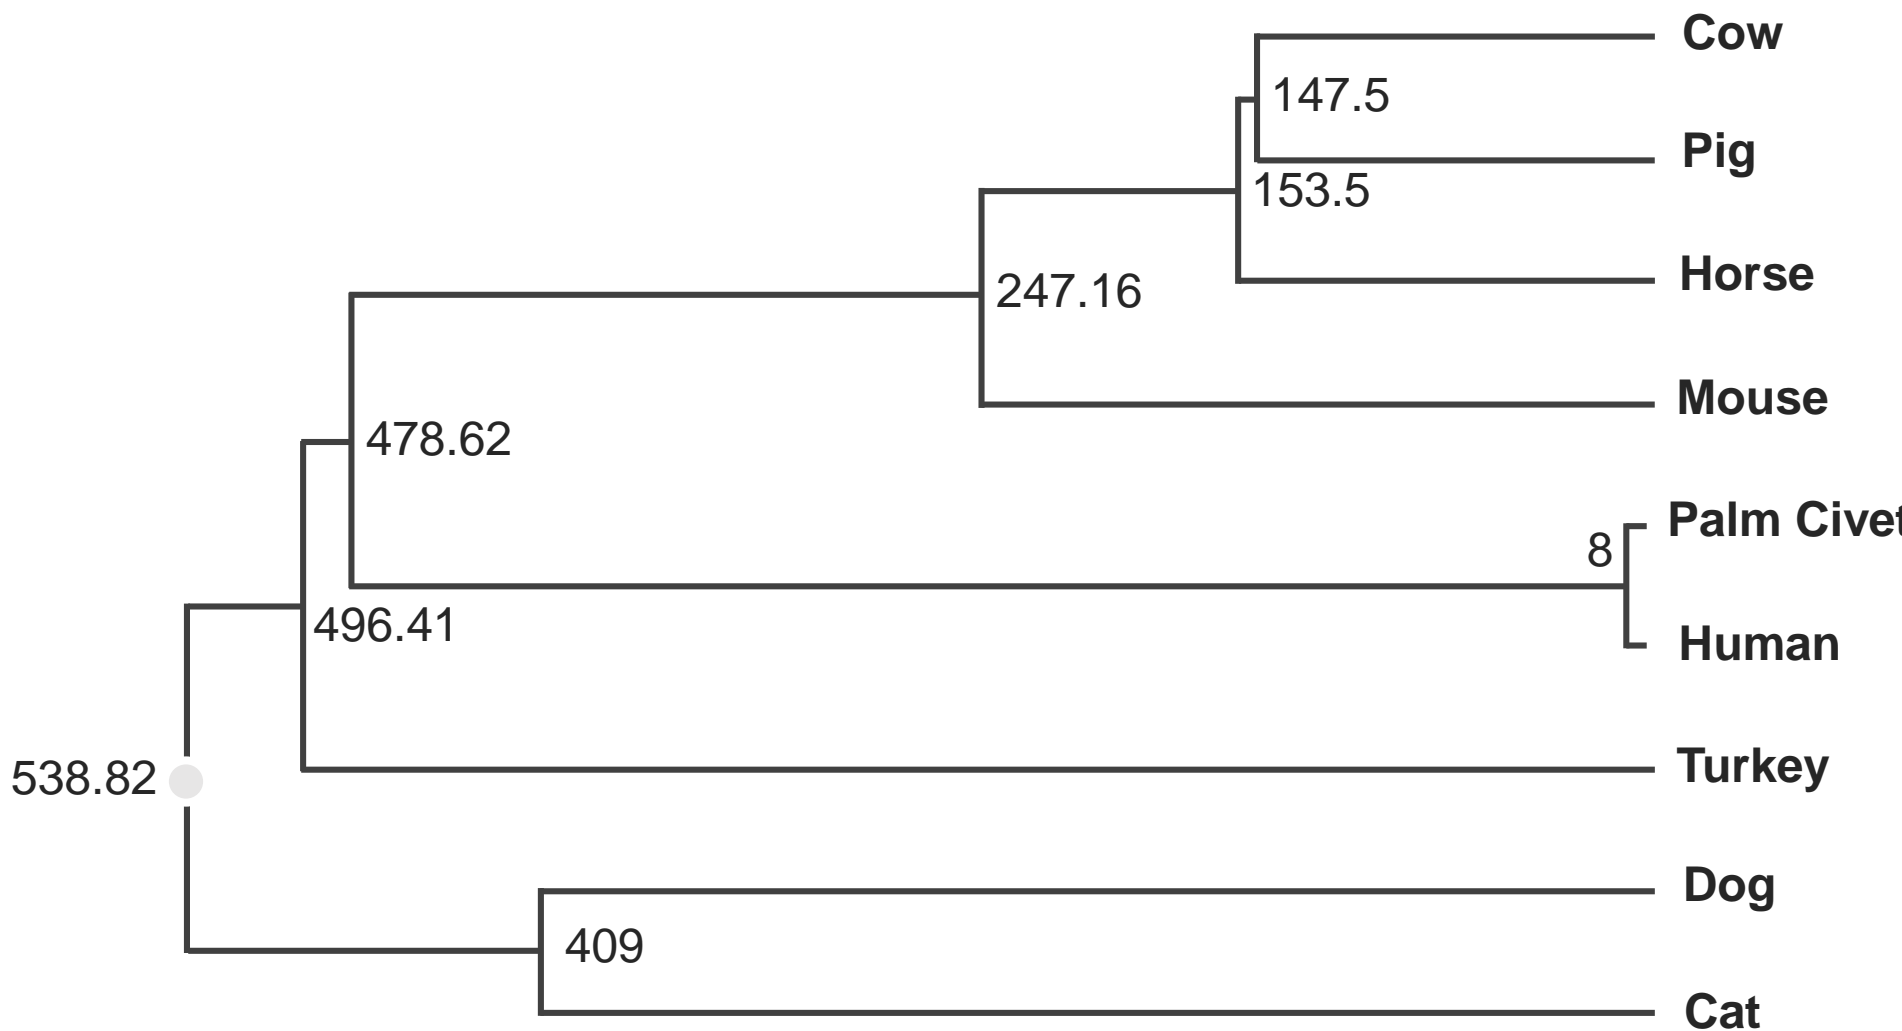 Cow
147.5
Pig
153.5
Horse
247.16
Mouse
478.62
Palm Civet
8
Human
496.41
Turkey
538.82
Dog
409
Cat